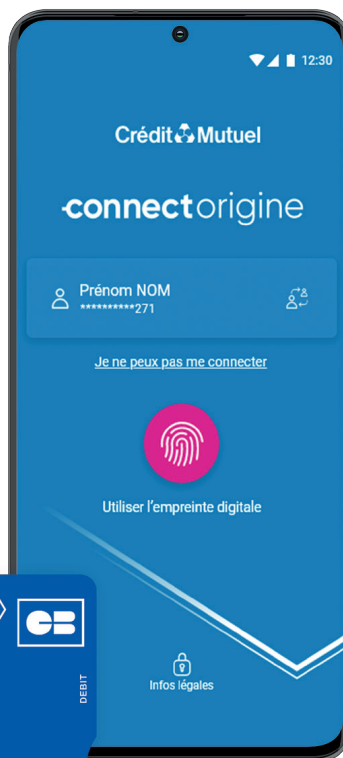 12:30
Crédit Mutuel
connectorigine
Prénom NOM
**********271
Je ne peux pas me connecter
Utiliser l'empreinte digitale
CB
DEBIT
Infos légales